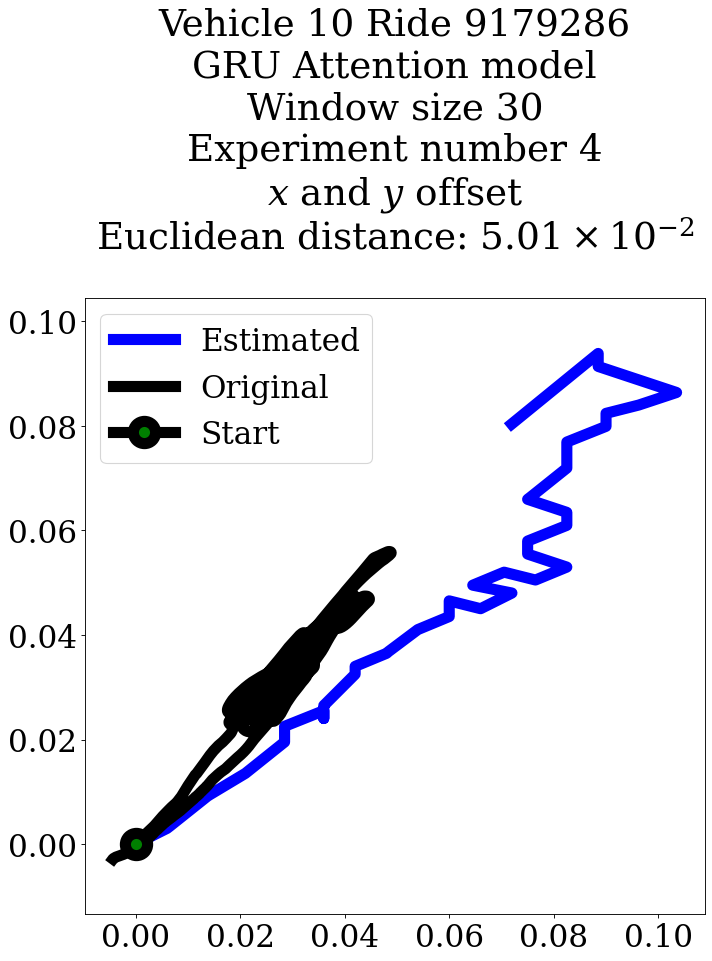 Vehicle 10 Ride 9179286
GRU Attention model
Window size 30
Experiment number 4
x and y offset
Euclidean distance: 5.01 × 10⁻²
0.10
0.08
0.06
0.04
0.02
0.00
Estimated
Original
Start
0.00 0.02 0.04 0.06 0.08 0.10